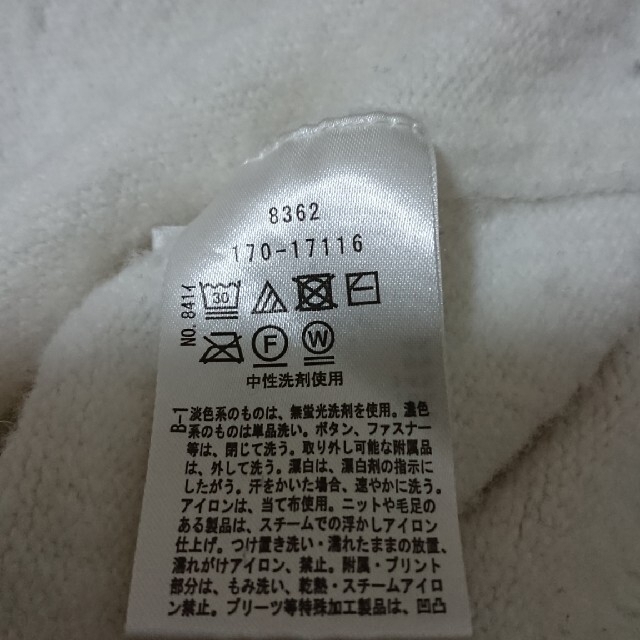 8362
170-17116
NO. 8414
30
F W
中性洗剤使用
B-1
淡色系のものは、無蛍光洗剤を使用。濃色
系のものは単品洗い。ボタン、ファスナー
等は、閉じて洗う。取り外し可能な附属品
は、外して洗う。漂白は、漂白剤の指示に
したがう。汗をかいた場合、速やかに洗う。
アイロンは、当て布使用。ニットや毛足の
ある製品は、スチームでの浮かしアイロン
仕上げ。つけ置き洗い・濡れたままの放置、
濡れがけアイロン、禁止。附属・プリント
部分は、もみ洗い、乾熱・スチームアイロ
ン禁止。プリーツ等特殊加工製品は、凹凸